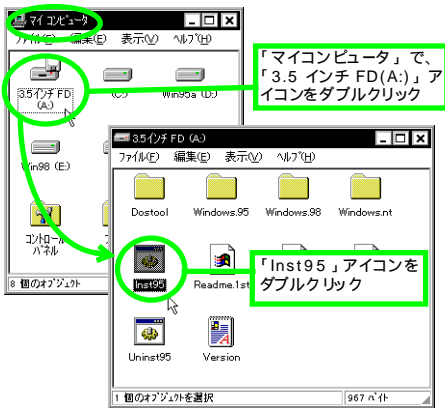 マイ コンピュータ
ファイル(F) 編集(E) 表示(V) ヘルプ(H)
3.5インチ FD (A:)
(C:)
Win95a (D:)
Win98 (E:)
コントロール パネル
8 個のオブジェクト
「マイコンピュータ」で、
「3.5 インチ FD(A:)」ア
イコンをダブルクリック
3.5インチ FD (A:)
ファイル(F) 編集(E) 表示(V) ヘルプ(H)
Dostool
Windows.95
Windows.98
Windows.nt
Inst95
Readme.1st
「Inst95」アイコンを
ダブルクリック
Uninst95
Version
1 個のオブジェクトを選択
967 バイト